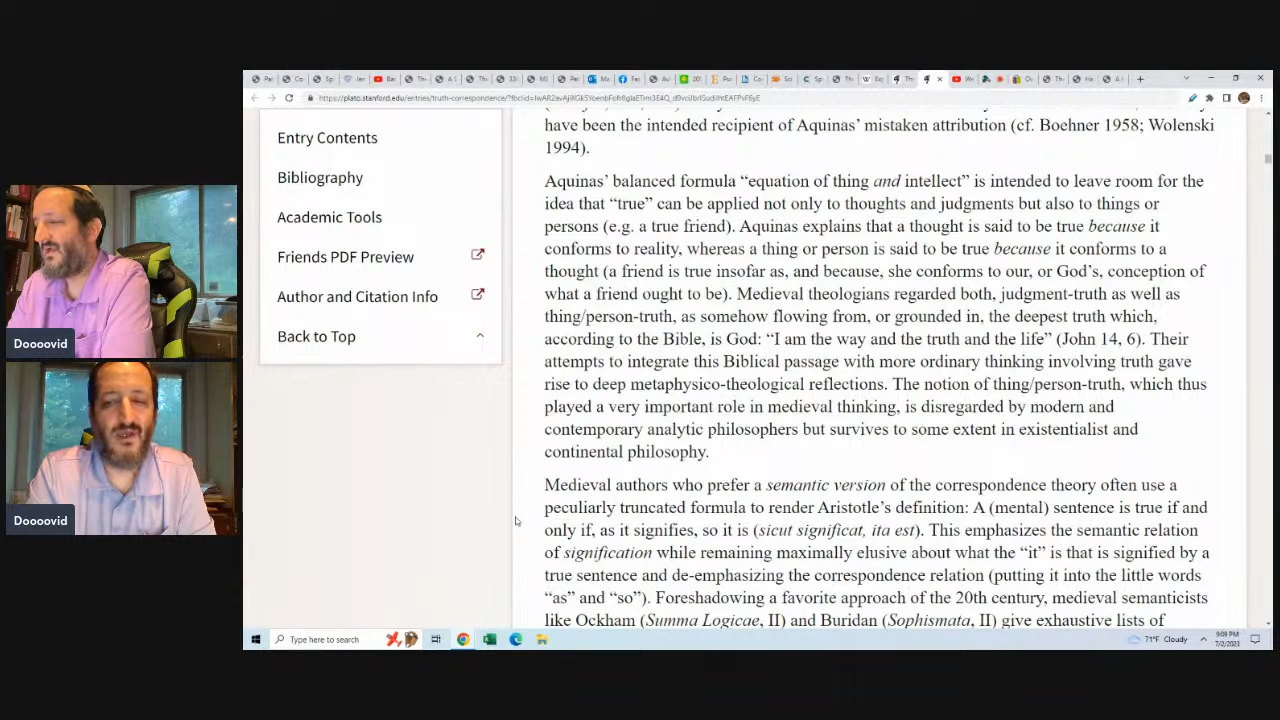 https://plato.stanford.edu/entries/truth-correspondence/
Entry Contents
Bibliography
Academic Tools
Friends PDF Preview
Author and Citation Info
Back to Top
have been the intended recipient of Aquinas’ mistaken attribution (cf. Boehner 1958; Wolenski
1994).
Aquinas’ balanced formula “equation of thing and intellect” is intended to leave room for the
idea that “true” can be applied not only to thoughts and judgments but also to things or
persons (e.g. a true friend). Aquinas explains that a thought is said to be true because it
conforms to reality, whereas a thing or person is said to be true because it conforms to a
thought (a friend is true insofar as, and because, she conforms to our, or God’s, conception of
what a friend ought to be). Medieval theologians regarded both, judgment-truth as well as
thing/person-truth, as somehow flowing from, or grounded in, the deepest truth which,
according to the Bible, is God: “I am the way and the truth and the life” (John 14, 6). Their
attempts to integrate this Biblical passage with more ordinary thinking involving truth gave
rise to deep metaphysico-theological reflections. The notion of thing/person-truth, which thus
played a very important role in medieval thinking, is disregarded by modern and
contemporary analytic philosophers but survives to some extent in existentialist and
continental philosophy.
Medieval authors who prefer a semantic version of the correspondence theory often use a
peculiarly truncated formula to render Aristotle’s definition: A (mental) sentence is true if and
only if, as it signifies, so it is (sicut significat, ita est). This emphasizes the semantic relation
of signification while remaining maximally elusive about what the “it” is that is signified by a
true sentence and de-emphasizing the correspondence relation (putting it into the little words
“as” and “so”). Foreshadowing a favorite approach of the 20th century, medieval semanticists
like Ockham (Summa Logicae, II) and Buridan (Sophismata, II) give exhaustive lists of
Doooovid
Doooovid
Type here to search
71°F Cloudy
9:09 PM
7/2/2023